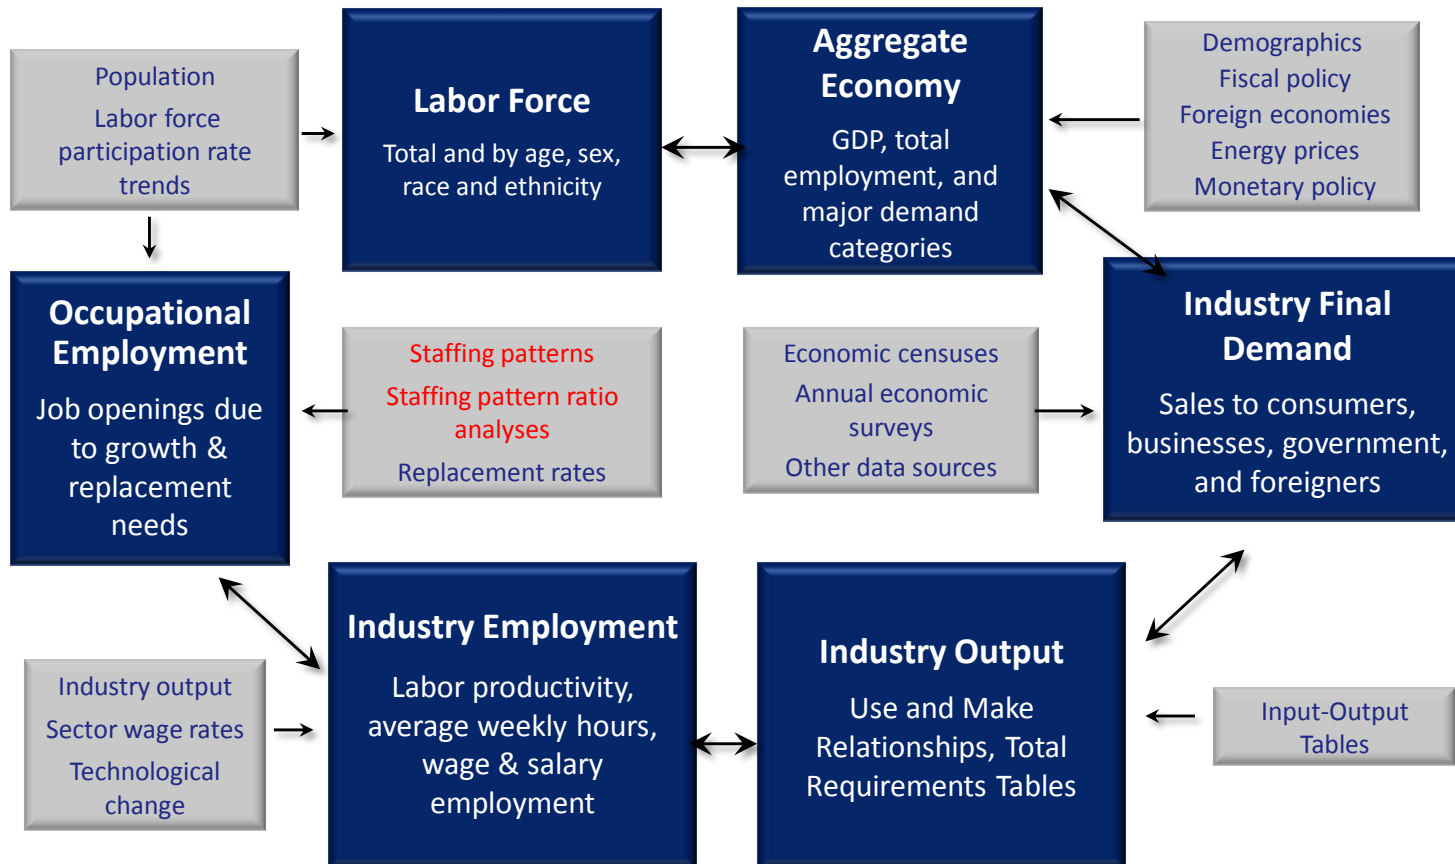 Population
Labor force
participation rate
trends
Labor Force
Total and by age, sex,
race and ethnicity
Aggregate
Economy
GDP, total
employment, and
major demand
categories
Demographics
Fiscal policy
Foreign economies
Energy prices
Monetary policy
Occupational
Employment
Job openings due
to growth &
replacement
needs
Staffing patterns
Staffing pattern ratio
analyses
Replacement rates
Economic censuses
Annual economic
surveys
Other data sources
Industry Final
Demand
Sales to consumers,
businesses, government,
and foreigners
Industry output
Sector wage rates
Technological
change
Industry Employment
Labor productivity,
average weekly hours,
wage & salary
employment
Industry Output
Use and Make
Relationships, Total
Requirements Tables
Input-Output
Tables